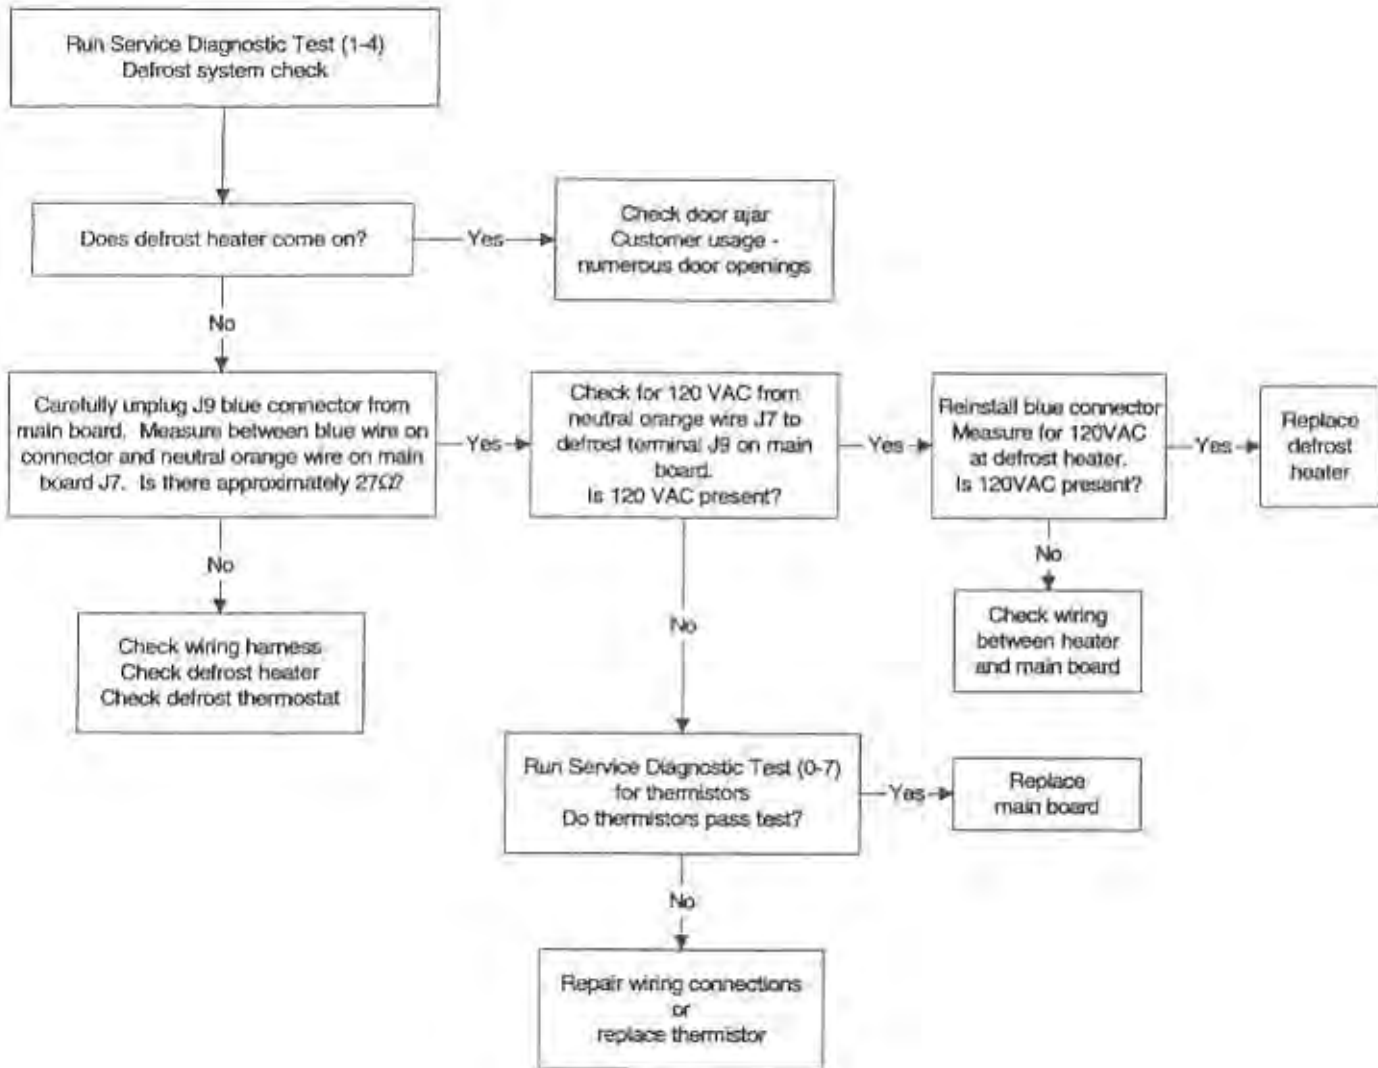 Run Service Diagnostic Test (1-4)
Defrost system check
Does defrost heater come on?
Yes
Check door ajar
Customer usage -
numerous door openings
No
Carefully unplug J9 blue connector from
main board. Measure between blue wire on
connector and neutral orange wire on main
board J7. Is there approximately 27Ω?
Yes
Check for 120 VAC from
neutral orange wire J7 to
defrost terminal J9 on main
board.
Is 120 VAC present?
Yes
Reinstall blue connector
Measure for 120VAC
at defrost heater.
Is 120VAC present?
Yes
Replace
defrost
heater
No
Check wiring harness
Check defrost heater
Check defrost thermostat
No
No
Check wiring
between heater
and main board
Run Service Diagnostic Test (0-7)
for thermistors
Do thermistors pass test?
Yes
Replace
main board
No
Repair wiring connections
or
replace thermistor